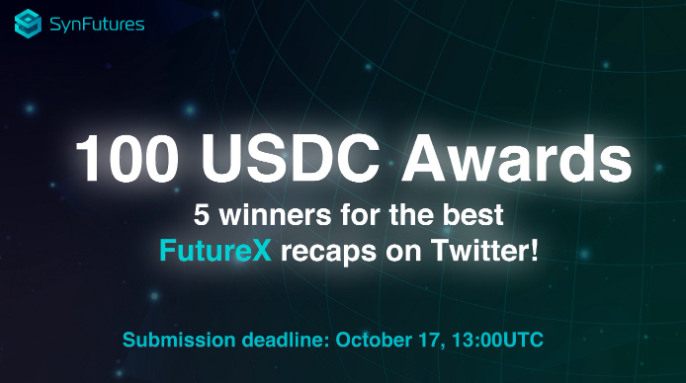 SynFutures
100 USDC Awards
5 winners for the best
FutureX recaps on Twitter!
Submission deadline: October 17, 13:00UTC